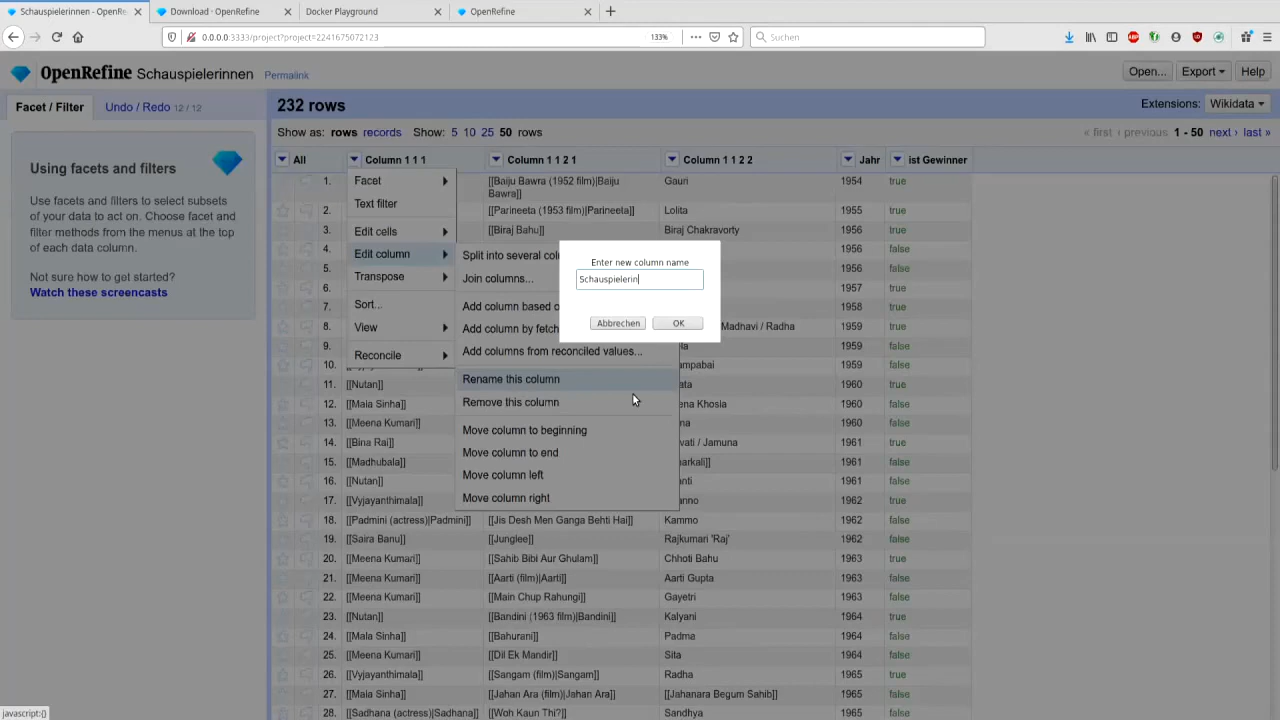 Schauspielerinnen - OpenRef
Download · OpenRefine
Docker Playground
OpenRefine
0.0.0.0:3333/project?project=2241675072123
133%
Suchen
OpenRefine Schauspielerinnen Permalink
Open... Export Help
Facet / Filter Undo / Redo 12 / 12
232 rows
Extensions: Wikidata
Show as: rows records Show: 5 10 25 50 rows
« first ‹ previous 1 - 50 next › last »
Using facets and filters
Use facets and filters to select subsets
of your data to act on. Choose facet and
filter methods from the menus at the top
of each data column.
Not sure how to get started?
Watch these screencasts
All Column 1 1 1 Column 1 1 2 1 Column 1 1 2 2 Jahr ist Gewinner
Facet
Text filter
Edit cells
Edit column
Transpose
Sort...
View
Reconcile
Split into several col
Join columns...
Add column based o
Add column by fetch
Add columns from reconciled values...
Rename this column
Remove this column
Move column to beginning
Move column to end
Move column left
Move column right
Enter new column name
Schauspielerin
Abbrechen OK
1. [[Baiju Bawra (1952 film)|Baiju
Bawra]] Gauri 1954 true
2. [[Parineeta (1953 film)|Parineeta]] Lolita 1955 true
3. [[Biraj Bahu]] Biraj Chakravorty 1956 true
4. 1956 false
5. 1956 false
6. 1957 true
7. 1958 true
8. Madhavi / Radha 1959 true
9. 1959 false
10. mpabai 1959 false
11. [[Nutan]] 1960 true
12. [[Mala Sinha]] na Khosla 1960 false
13. [[Meena Kumari]] 1960 false
14. [[Bina Rai]] vati / Jamuna 1961 true
15. [[Madhubala]] arkali]] 1961 false
16. [[Nutan]] 1961 false
17. [[Vyjayanthimala]] 1962 true
18. [[Padmini (actress)|Padmini]] [[Jis Desh Men Ganga Behti Hai]] Kammo 1962 false
19. [[Saira Banu]] [[Junglee]] Rajkumari 'Raj' 1962 false
20. [[Meena Kumari]] [[Sahib Bibi Aur Ghulam]] Chhoti Bahu 1963 true
21. [[Meena Kumari]] [[Aarti (film)|Aarti]] Aarti Gupta 1963 false
22. [[Meena Kumari]] [[Main Chup Rahungi]] Gayetri 1963 false
23. [[Nutan]] [[Bandini (1963 film)|Bandini]] Kalyani 1964 true
24. [[Mala Sinha]] [[Bahurani]] Padma 1964 false
25. [[Meena Kumari]] [[Dil Ek Mandir]] Sita 1964 false
26. [[Vyjayanthimala]] [[Sangam (film)|Sangam]] Radha 1965 true
27. [[Mala Sinha]] [[Jahan Ara (film)|Jahan Ara]] [[Jahanara Begum Sahib]] 1965 false
28. [[Sadhana (actress)|Sadhana]] [[Woh Kaun Thi?]] Sandhya 1965 false
javascript:{}